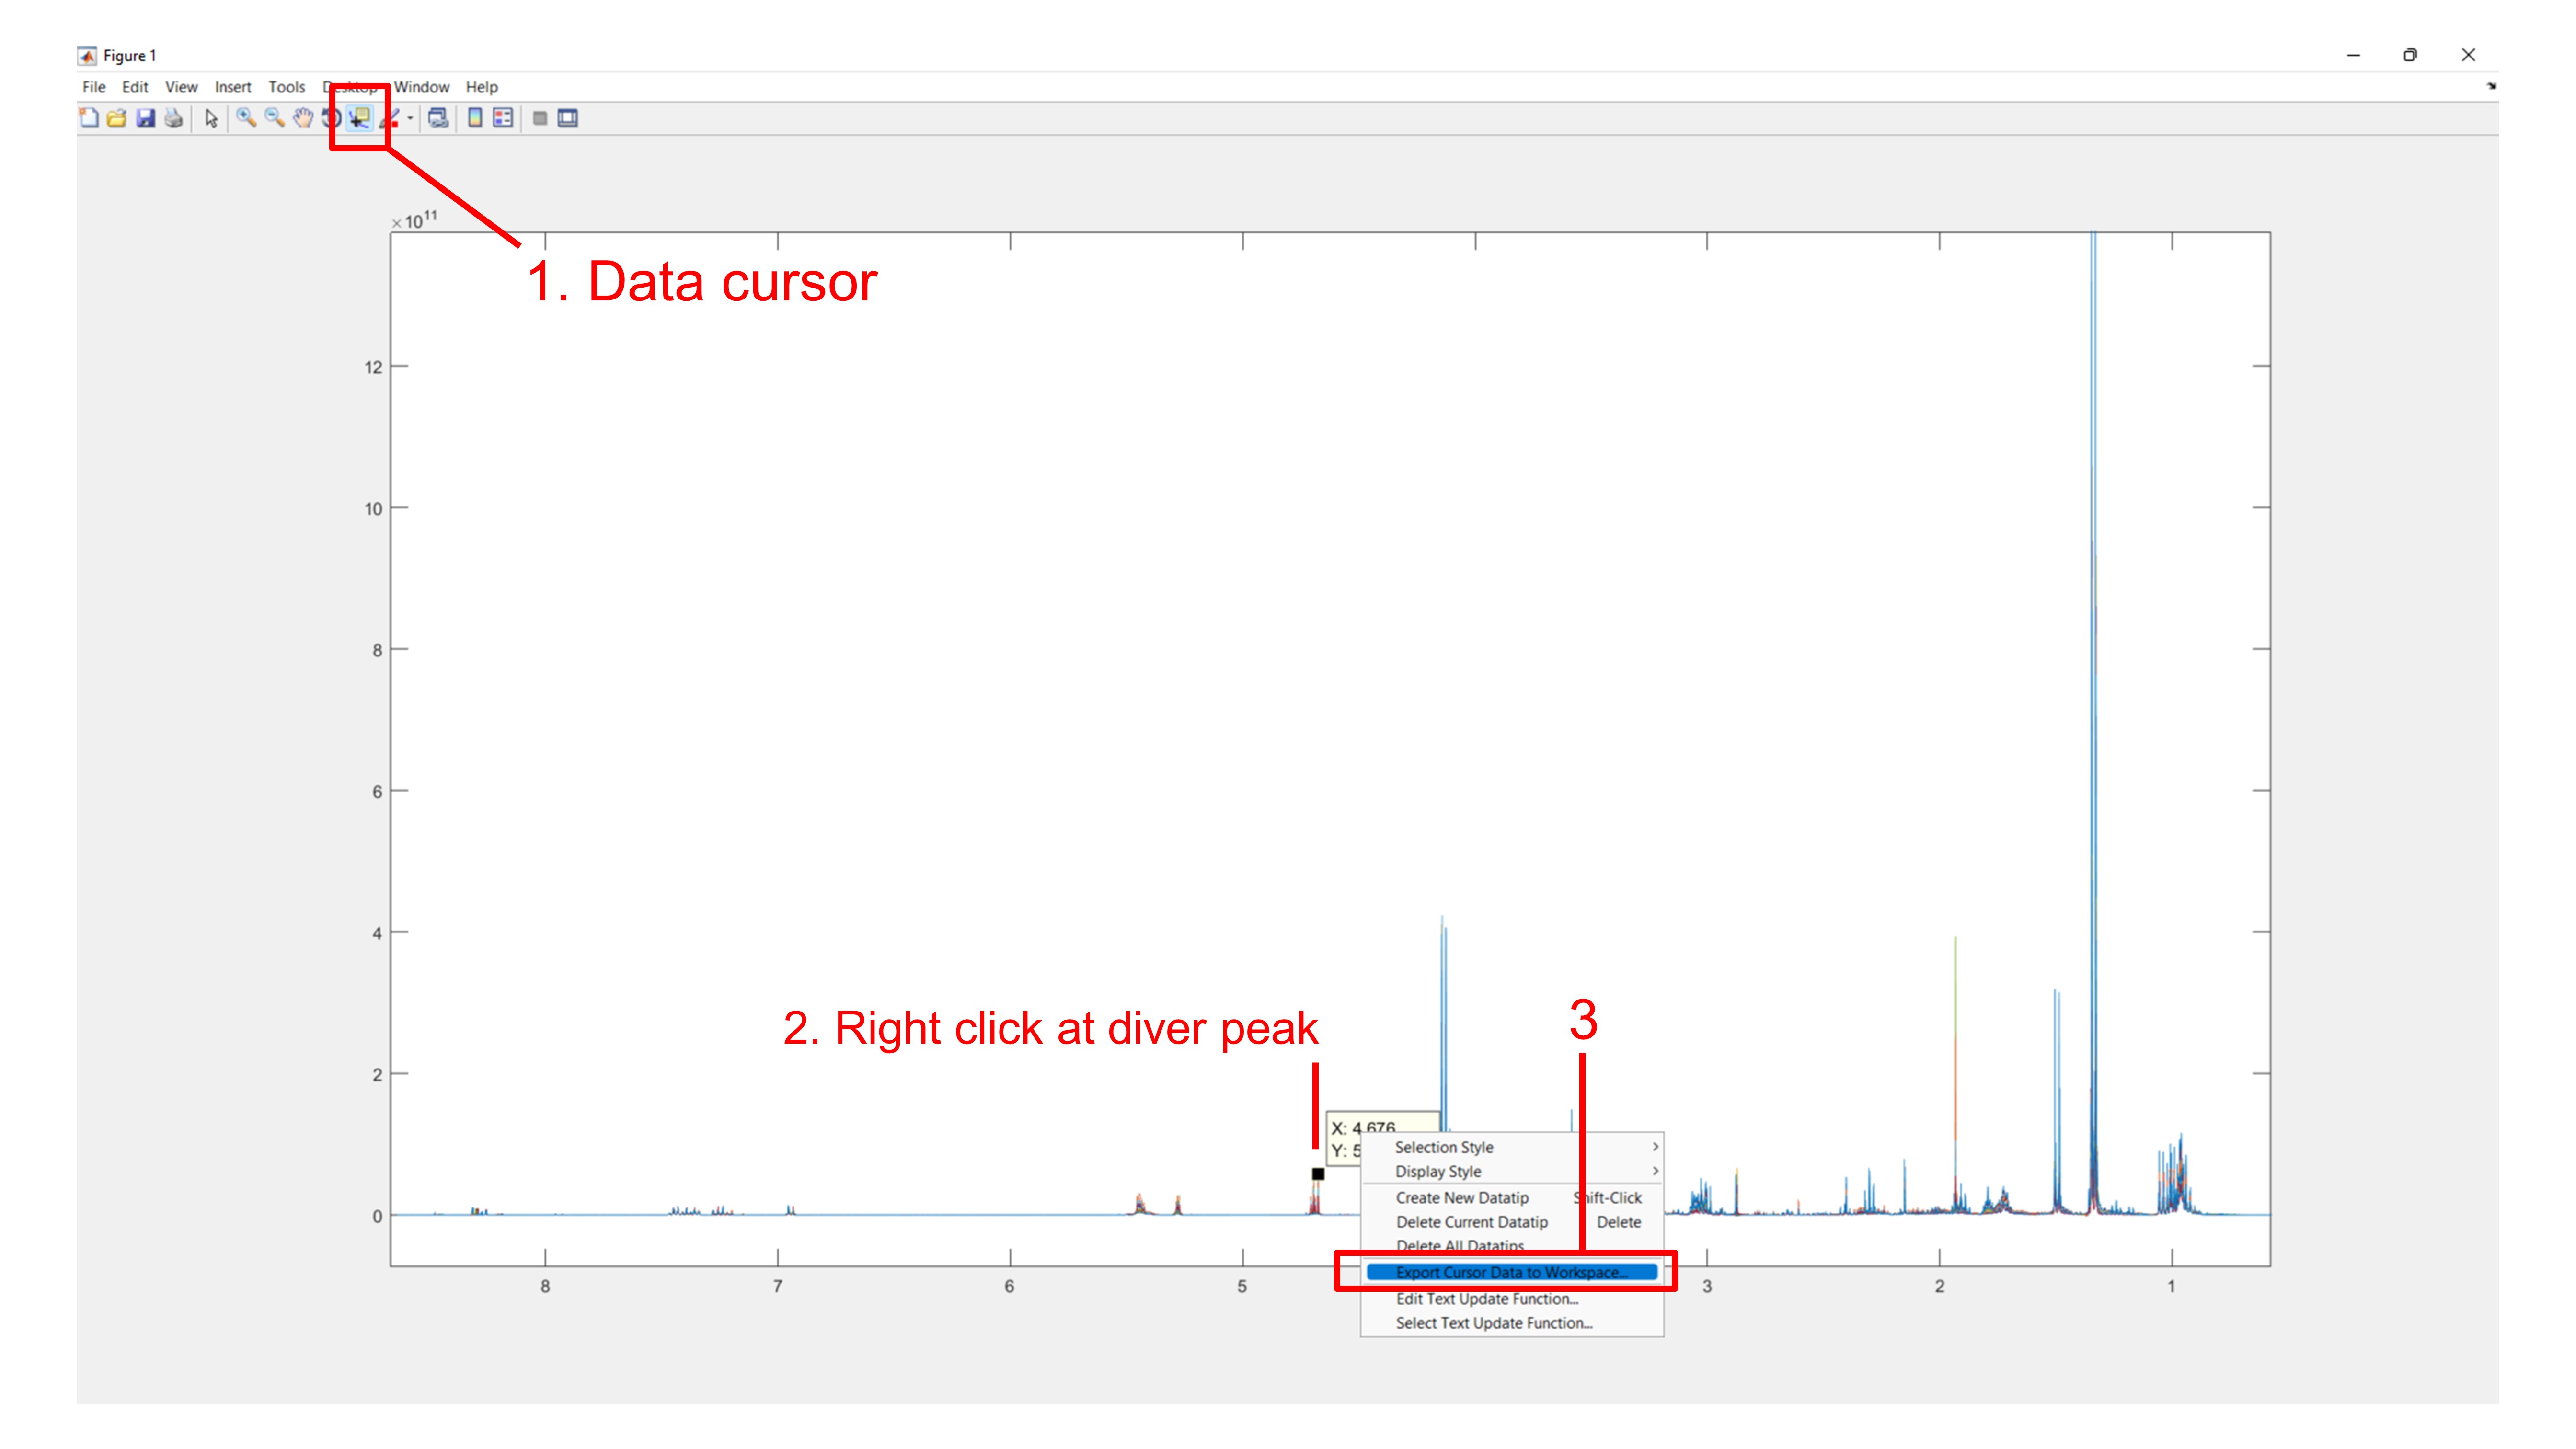 Figure 1
File Edit View Insert Tools Desktop Window Help
×10^11
1. Data cursor
12
10
8
6
4
2
0
2. Right click at diver peak
3
X: 4.676
Y: 5
Selection Style
Display Style
Create New Datatip Shift-Click
Delete Current Datatip Delete
Delete All Datatips
Export Cursor Data to Workspace...
Edit Text Update Function...
Select Text Update Function...
8 7 6 5 3 2 1